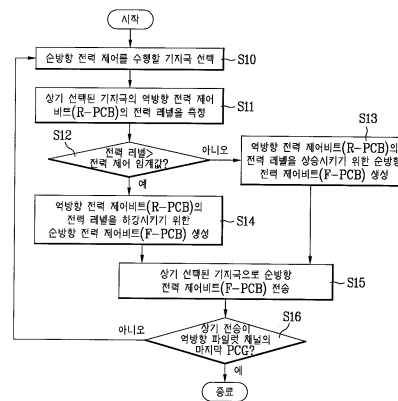 시작
순방향 전력 제어를 수행할 기지국 선택
S10
상기 선택된 기지국의 역방향 전력 제어
비트(R-PCB)의 전력 레벨을 측정
S11
S12
전력 레벨>
전력 제어 임계값?
아니오
예
S13
역방향 전력 제어비트(R-PCB)의
전력 레벨을 상승시키기 위한 순방향
전력 제어비트(F-PCB) 생성
역방향 전력 제어비트(R-PCB)의
전력 레벨을 하강시키기 위한
순방향 전력 제어비트(F-PCB) 생성
S14
상기 선택된 기지국으로 순방향
전력 제어비트(F-PCB) 전송
S15
S16
상기 전송이
역방향 파일럿 채널의
마지막 PCG?
아니오
예
종료